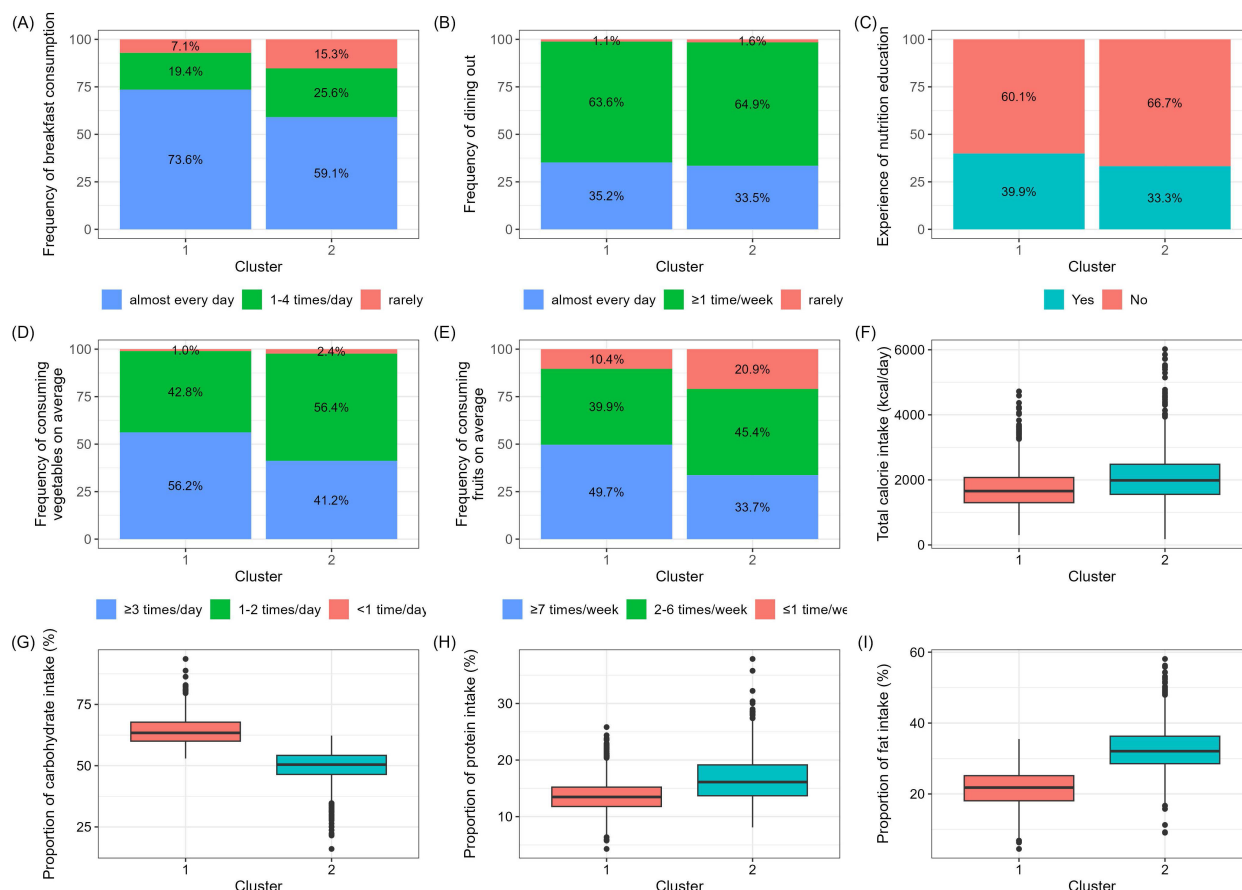 (A)
Frequency of breakfast consumption
100
75
50
25
0
7.1%
19.4%
73.6%
15.3%
25.6%
59.1%
1
2
Cluster
almost every day
1-4 times/day
rarely
(B)
Frequency of dining out
100
75
50
25
0
1.1%
63.6%
35.2%
1.6%
64.9%
33.5%
1
2
Cluster
almost every day
≥1 time/week
rarely
(C)
Experience of nutrition education
100
75
50
25
0
60.1%
39.9%
66.7%
33.3%
1
2
Cluster
Yes
No
(D)
Frequency of consuming
vegetables on average
100
75
50
25
0
1.0%
42.8%
56.2%
2.4%
56.4%
41.2%
1
2
Cluster
≥3 times/day
1-2 times/day
<1 time/day
(E)
Frequency of consuming
fruits on average
100
75
50
25
0
10.4%
39.9%
49.7%
20.9%
45.4%
33.7%
1
2
Cluster
≥7 times/week
2-6 times/week
≤1 time/we
(F)
Total calorie intake (kcal/day)
6000
4000
2000
0
1
2
Cluster
(G)
Proportion of carbohydrate intake (%)
75
50
25
1
2
Cluster
(H)
Proportion of protein intake (%)
30
20
10
1
2
Cluster
(I)
Proportion of fat intake (%)
60
40
20
0
1
2
Cluster